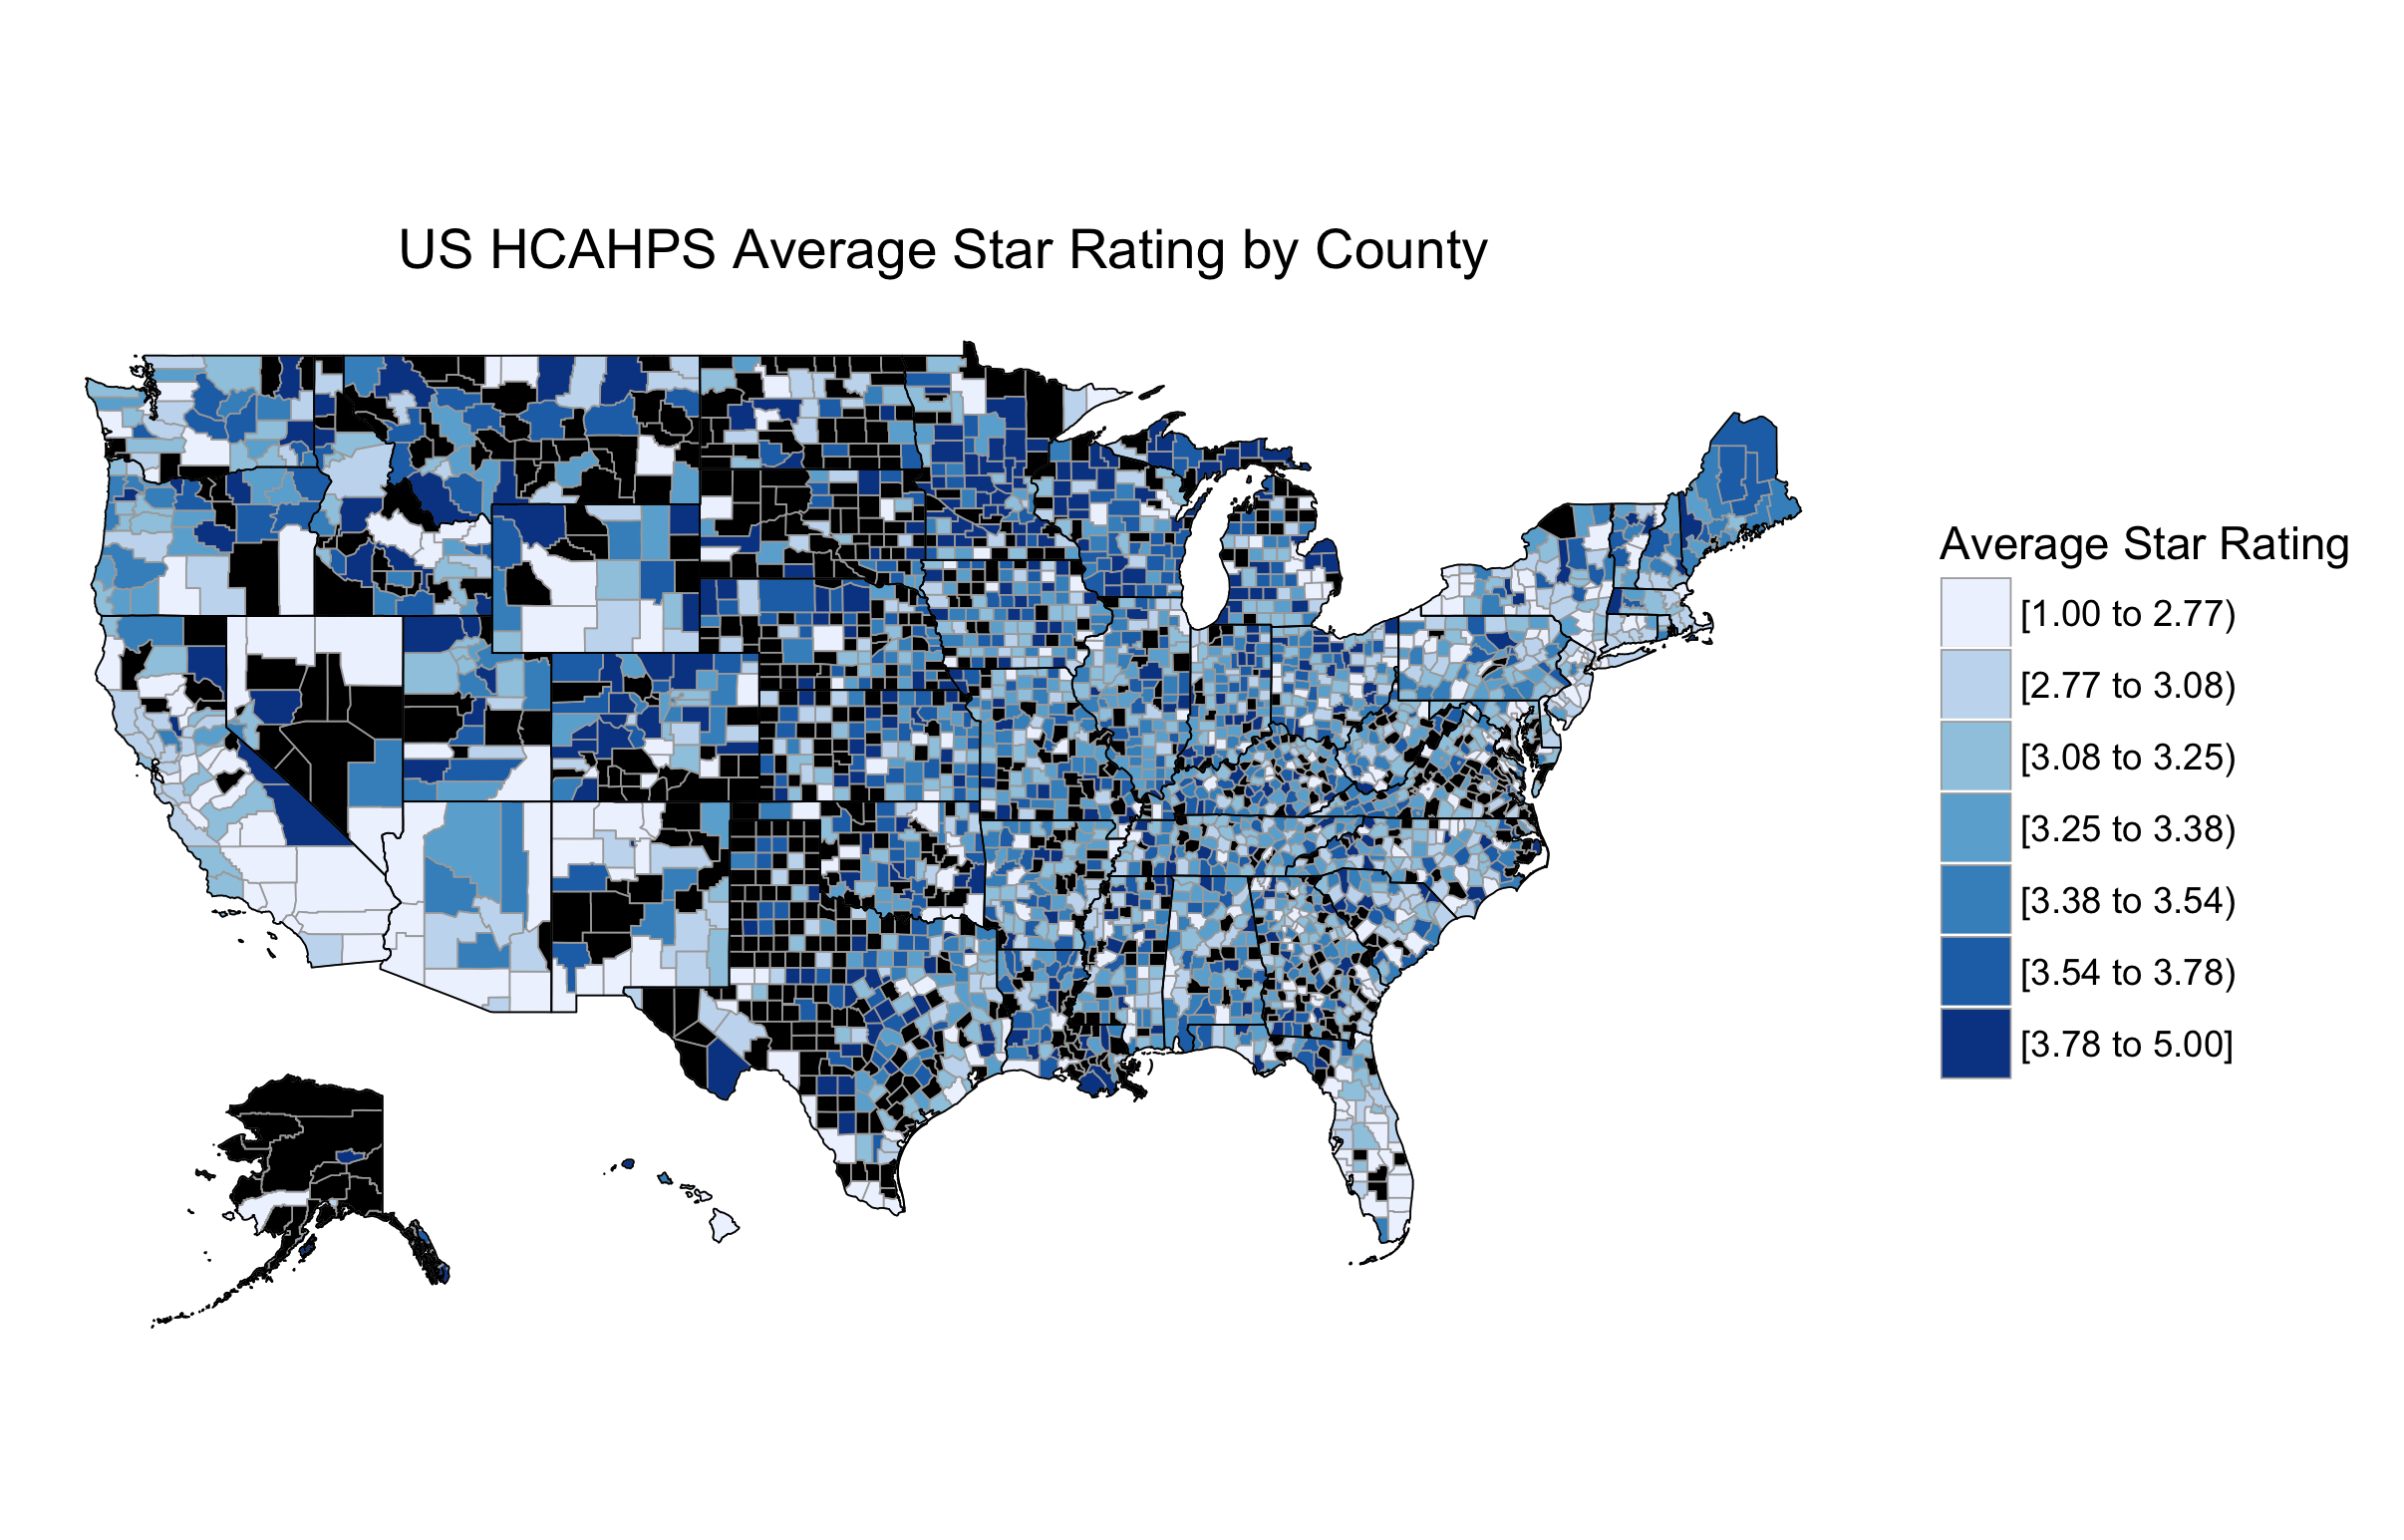 US HCAHPS Average Star Rating by County
Average Star Rating
[1.00 to 2.77)
[2.77 to 3.08)
[3.08 to 3.25)
[3.25 to 3.38)
[3.38 to 3.54)
[3.54 to 3.78)
[3.78 to 5.00]